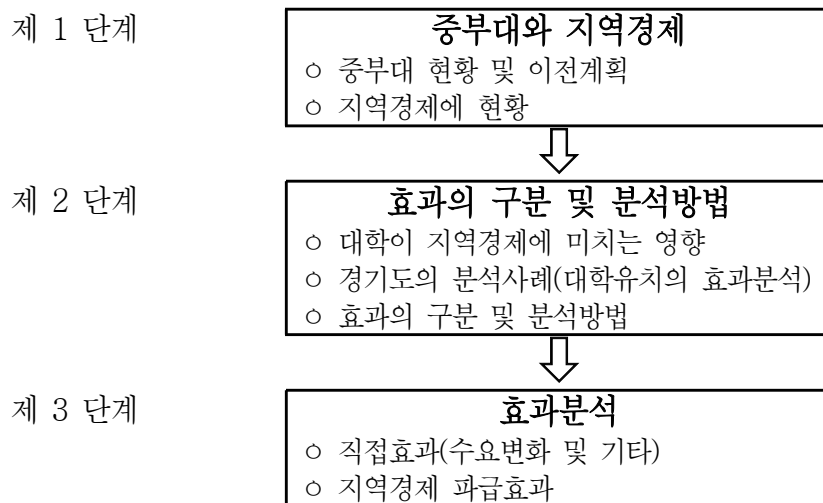 제 1 단계
중부대와 지역경제
ㅇ 중부대 현황 및 이전계획
ㅇ 지역경제에 현황
제 2 단계
효과의 구분 및 분석방법
ㅇ 대학이 지역경제에 미치는 영향
ㅇ 경기도의 분석사례(대학유치의 효과분석)
ㅇ 효과의 구분 및 분석방법
제 3 단계
효과분석
ㅇ 직접효과(수요변화 및 기타)
ㅇ 지역경제 파급효과